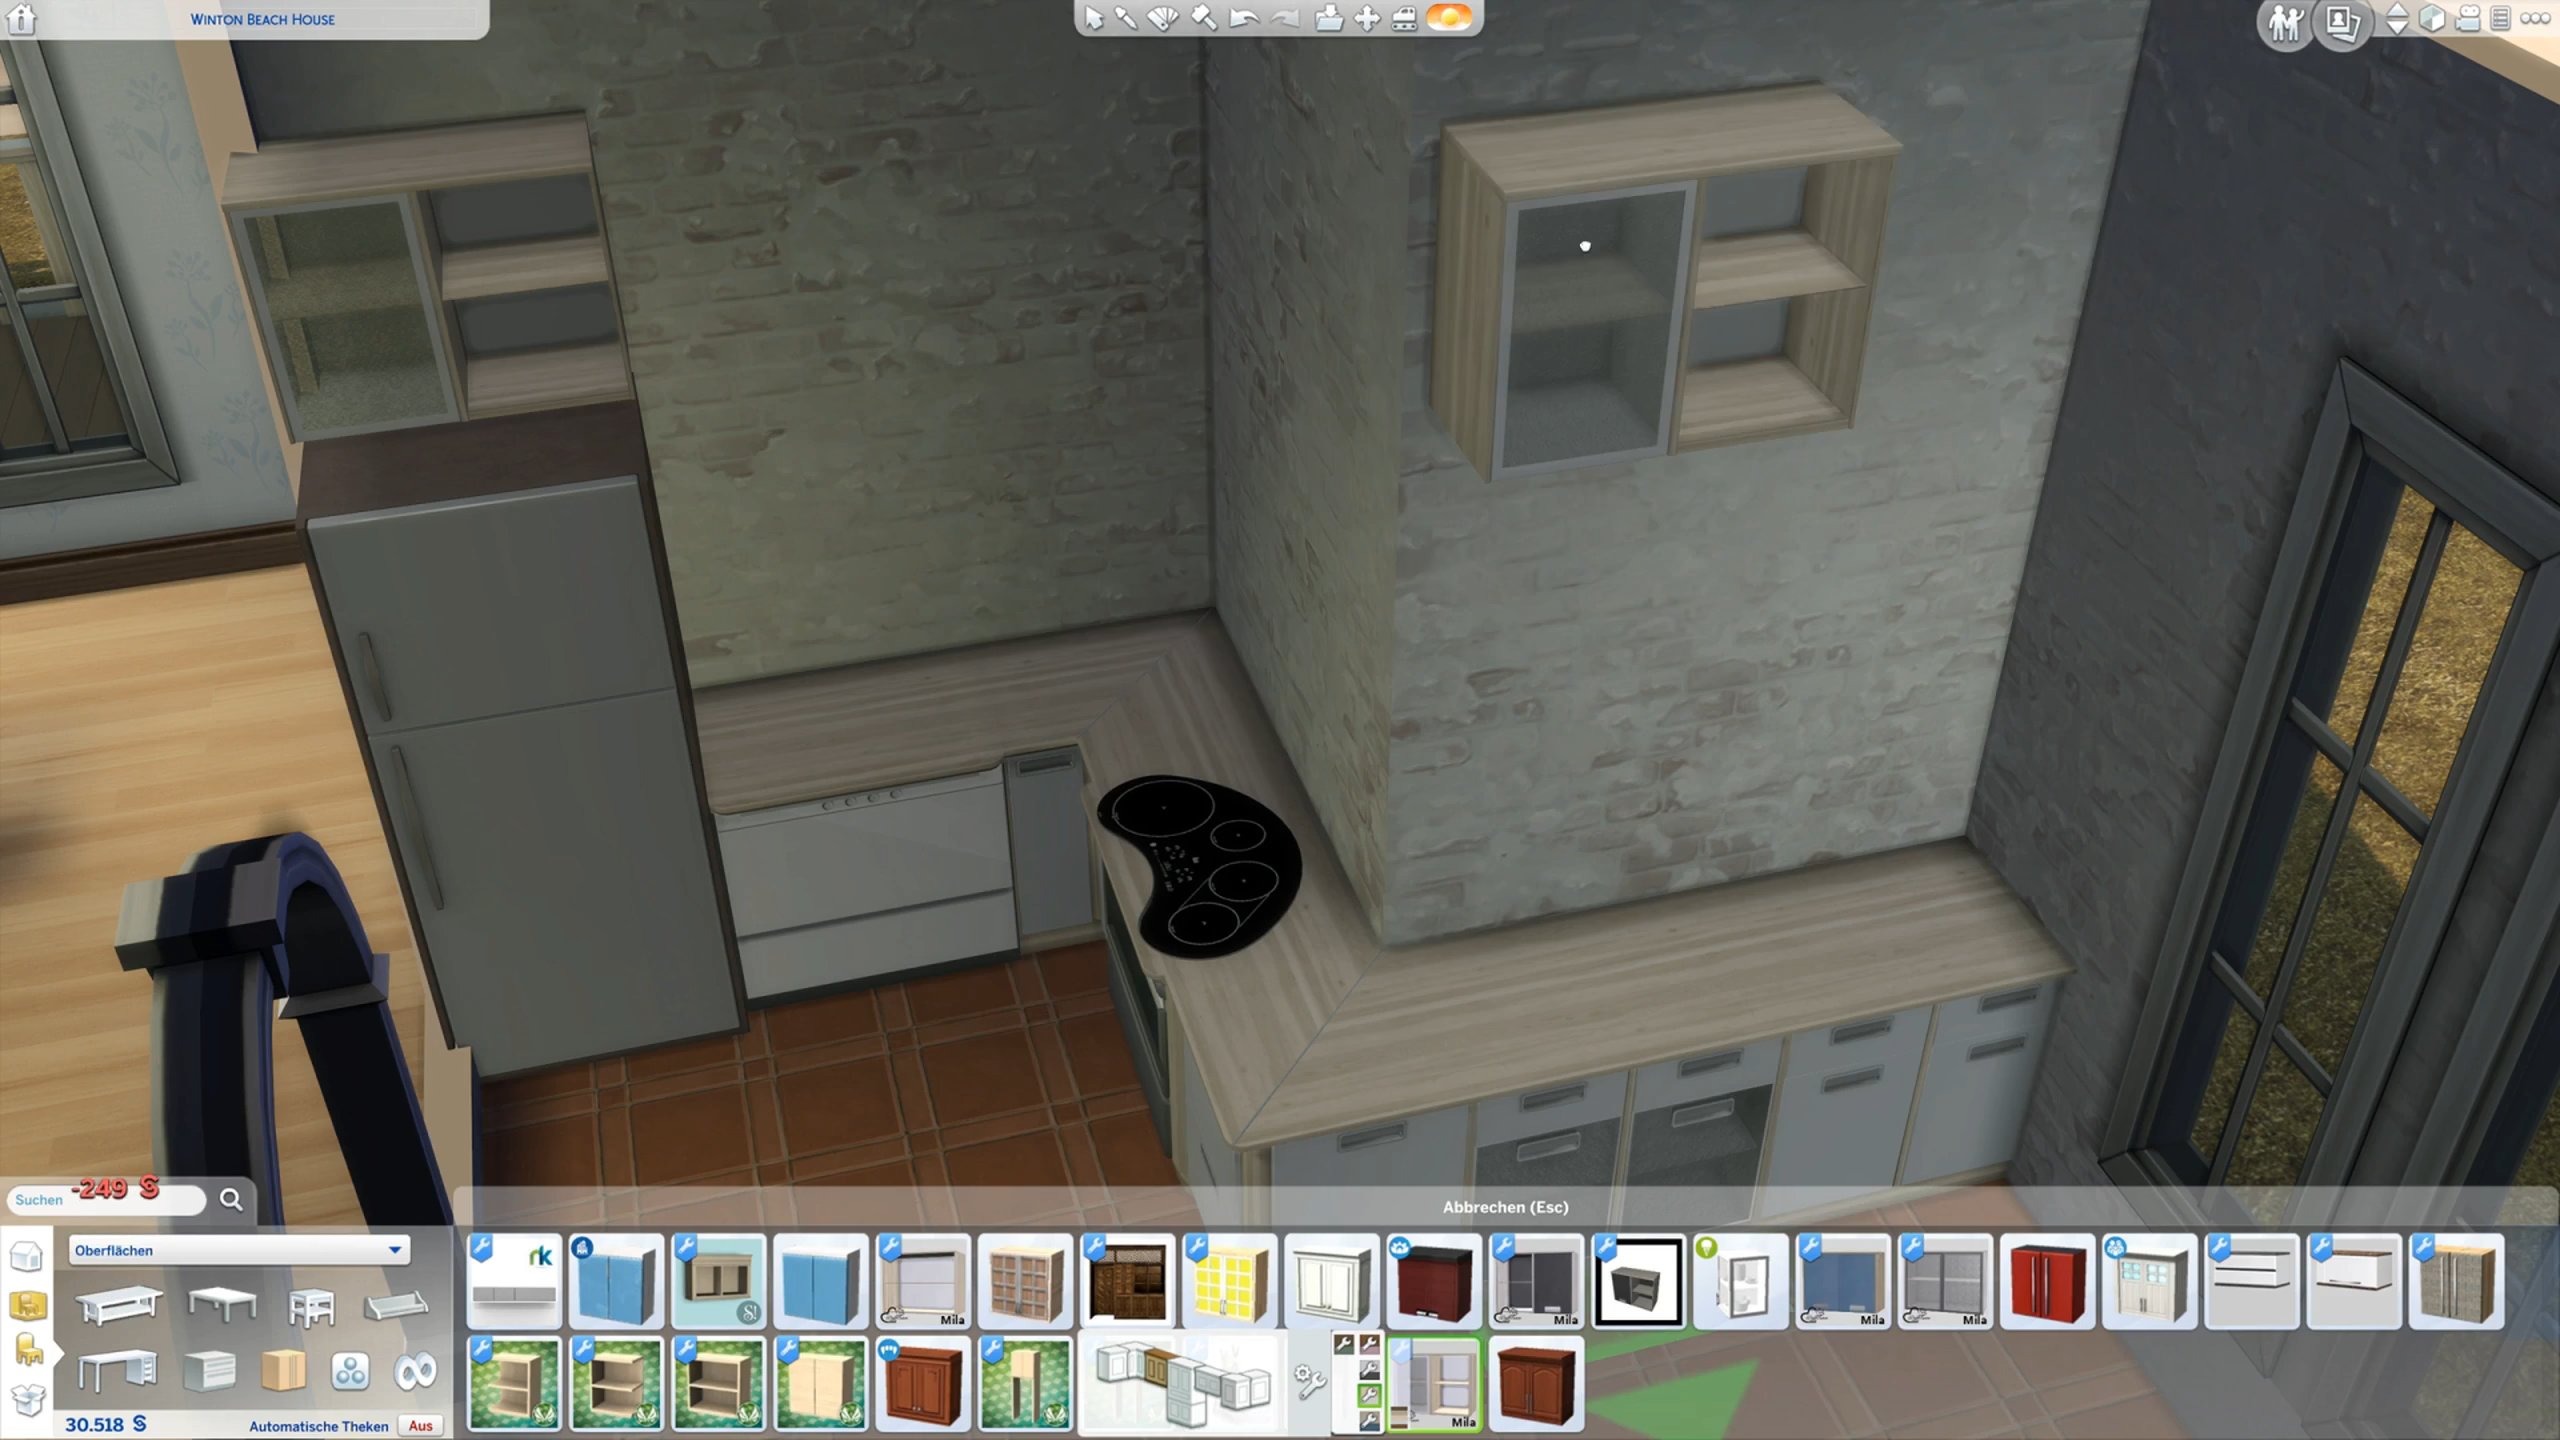 WINTON BEACH HOUSE
Suchen
-249 §
Abbrechen (Esc)
Oberflächen
rk
S!
Mila
Mila
Mila
Mila
Mila
30.518 §
Automatische Theken
Aus